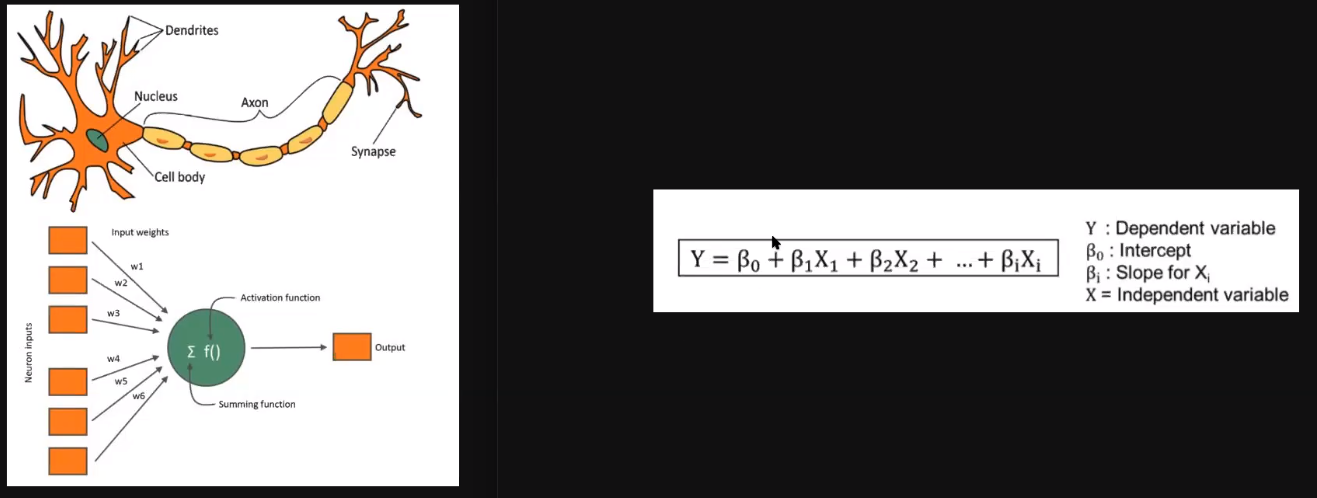 Dendrites
Nucleus
Axon
Synapse
Cell body
Input weights
w1
w2
w3
w4
w5
w6
Neuron inputs
Activation function
Σ f()
Output
Summing function
Y = β₀ + β₁X₁ + β₂X₂ + ...+ βᵢXᵢ
Y : Dependent variable
β₀ : Intercept
βᵢ : Slope for Xᵢ
X = Independent variable